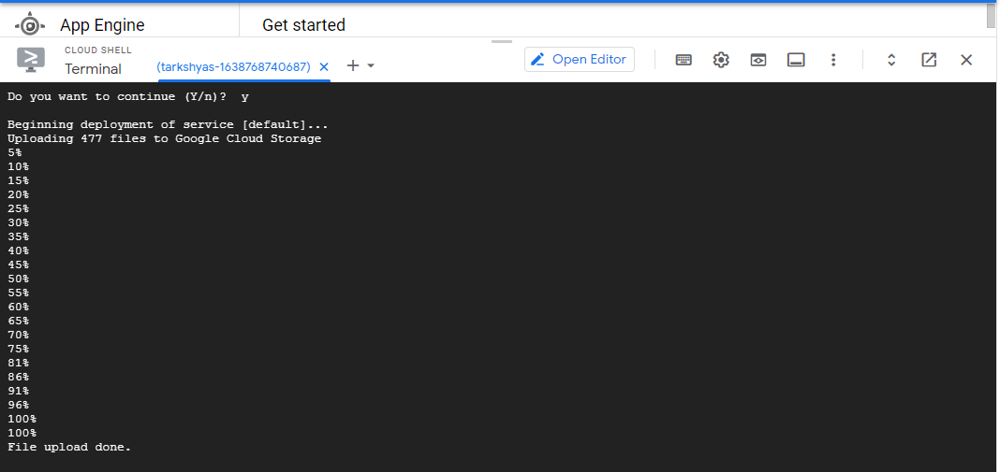 App Engine
Get started
CLOUD SHELL
Terminal
(tarkshyas-1638768740687)
Open Editor
Do you want to continue (Y/n)?  y
Beginning deployment of service [default]...
Uploading 477 files to Google Cloud Storage
5%
10%
15%
20%
25%
30%
35%
40%
45%
50%
55%
60%
65%
70%
75%
81%
86%
91%
96%
100%
100%
File upload done.